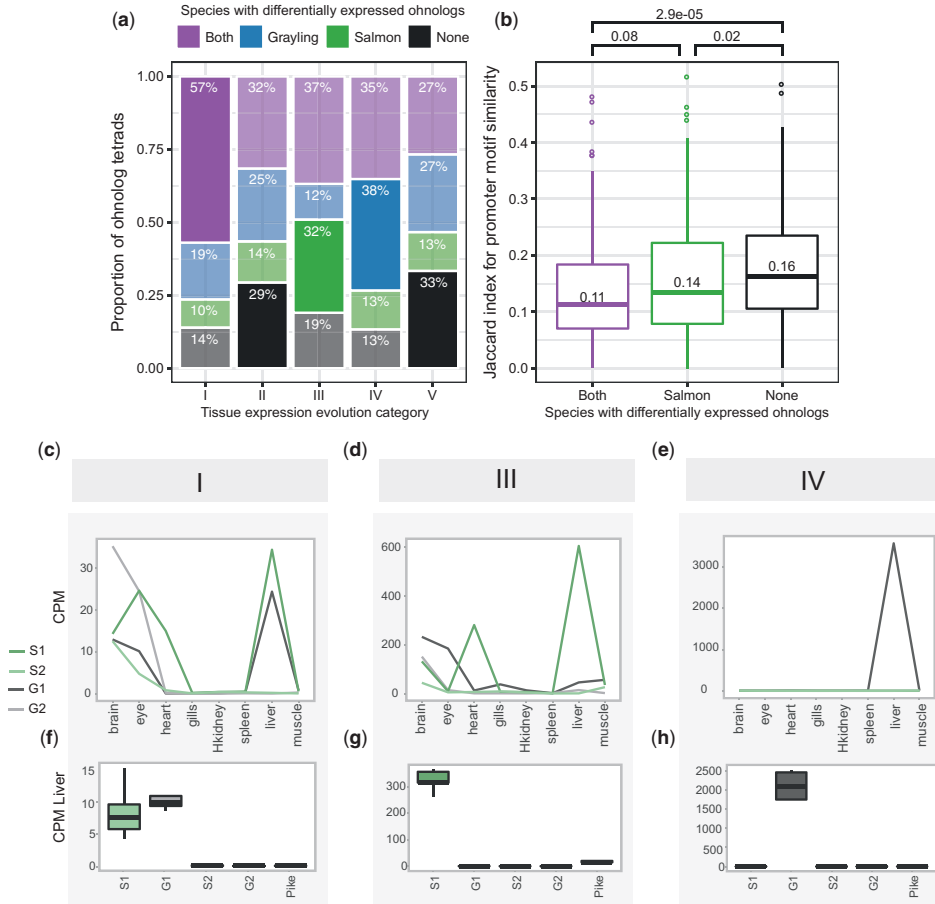 (a)
Species with differentially expressed ohnologs
Both Grayling Salmon None
Proportion of ohnolog tetrads
1.00
0.75
0.50
0.25
0.00
57% 32% 37% 35% 27%
19% 25% 12% 38% 27%
10% 14% 32% 13% 13%
14% 29% 19% 13% 33%
I II III IV V
Tissue expression evolution category
(b)
2.9e-05
0.08 0.02
Jaccard index for promoter motif similarity
0.5
0.4
0.3
0.2
0.1
0.0
0.11 0.14 0.16
Both Salmon None
Species with differentially expressed ohnologs
(c)
I
CPM
30
20
10
0
brain eye heart gills Hkidney spleen liver muscle
S1
S2
G1
G2
(d)
III
600
400
200
0
brain eye heart gills Hkidney spleen liver muscle
(e)
IV
3000
2000
1000
0
brain eye heart gills Hkidney spleen liver muscle
(f)
CPM Liver
15
10
5
0
S1 G1 S2 G2 Pike
(g)
300
200
100
0
S1 G1 S2 G2 Pike
(h)
2500
2000
1500
1000
500
0
S1 G1 S2 G2 Pike